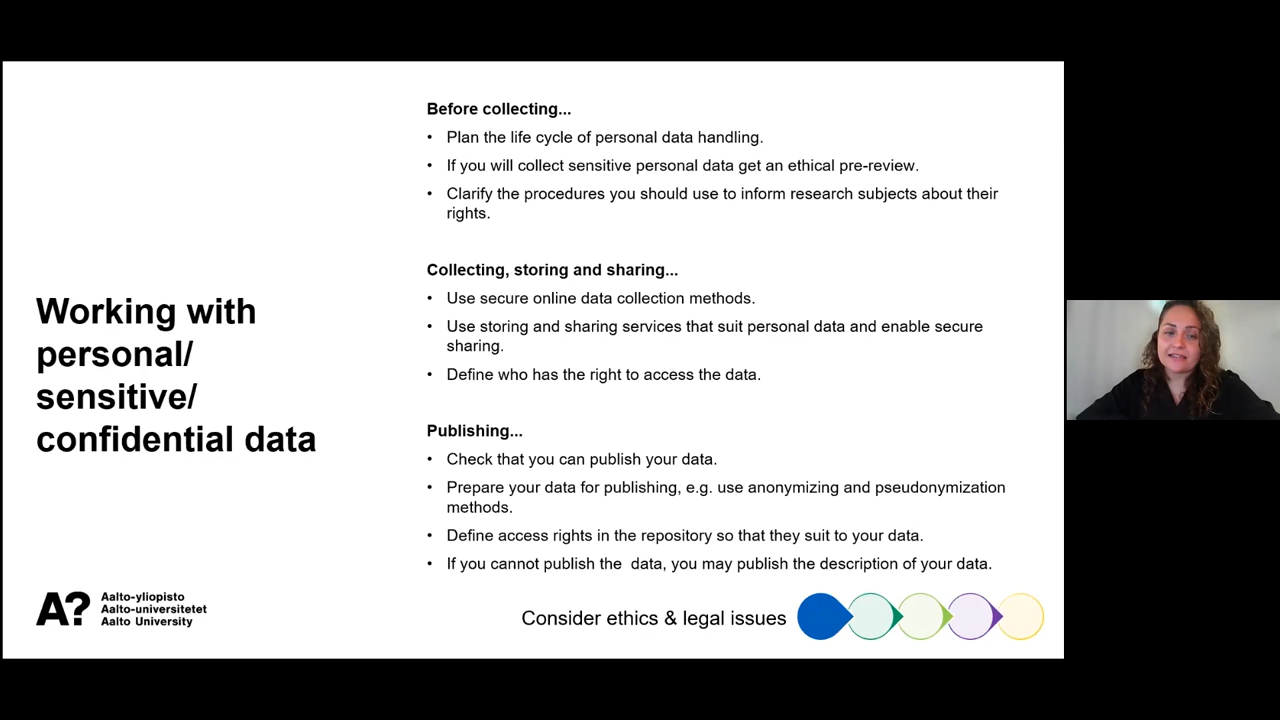 Working with
personal/
sensitive/
confidential data
Before collecting...
• Plan the life cycle of personal data handling.
• If you will collect sensitive personal data get an ethical pre-review.
• Clarify the procedures you should use to inform research subjects about their
rights.
Collecting, storing and sharing...
• Use secure online data collection methods.
• Use storing and sharing services that suit personal data and enable secure
sharing.
• Define who has the right to access the data.
Publishing...
• Check that you can publish your data.
• Prepare your data for publishing, e.g. use anonymizing and pseudonymization
methods.
• Define access rights in the repository so that they suit to your data.
• If you cannot publish the  data, you may publish the description of your data.
A?
Aalto-yliopisto
Aalto-universitetet
Aalto University
Consider ethics & legal issues